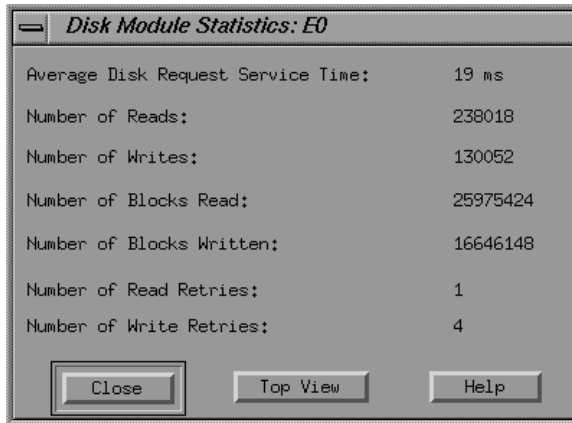 Disk Module Statistics: E0
Average Disk Request Service Time: 19 ms
Number of Reads: 238018
Number of Writes: 130052
Number of Blocks Read: 25975424
Number of Blocks Written: 16646148
Number of Read Retries: 1
Number of Write Retries: 4
Close Top View Help